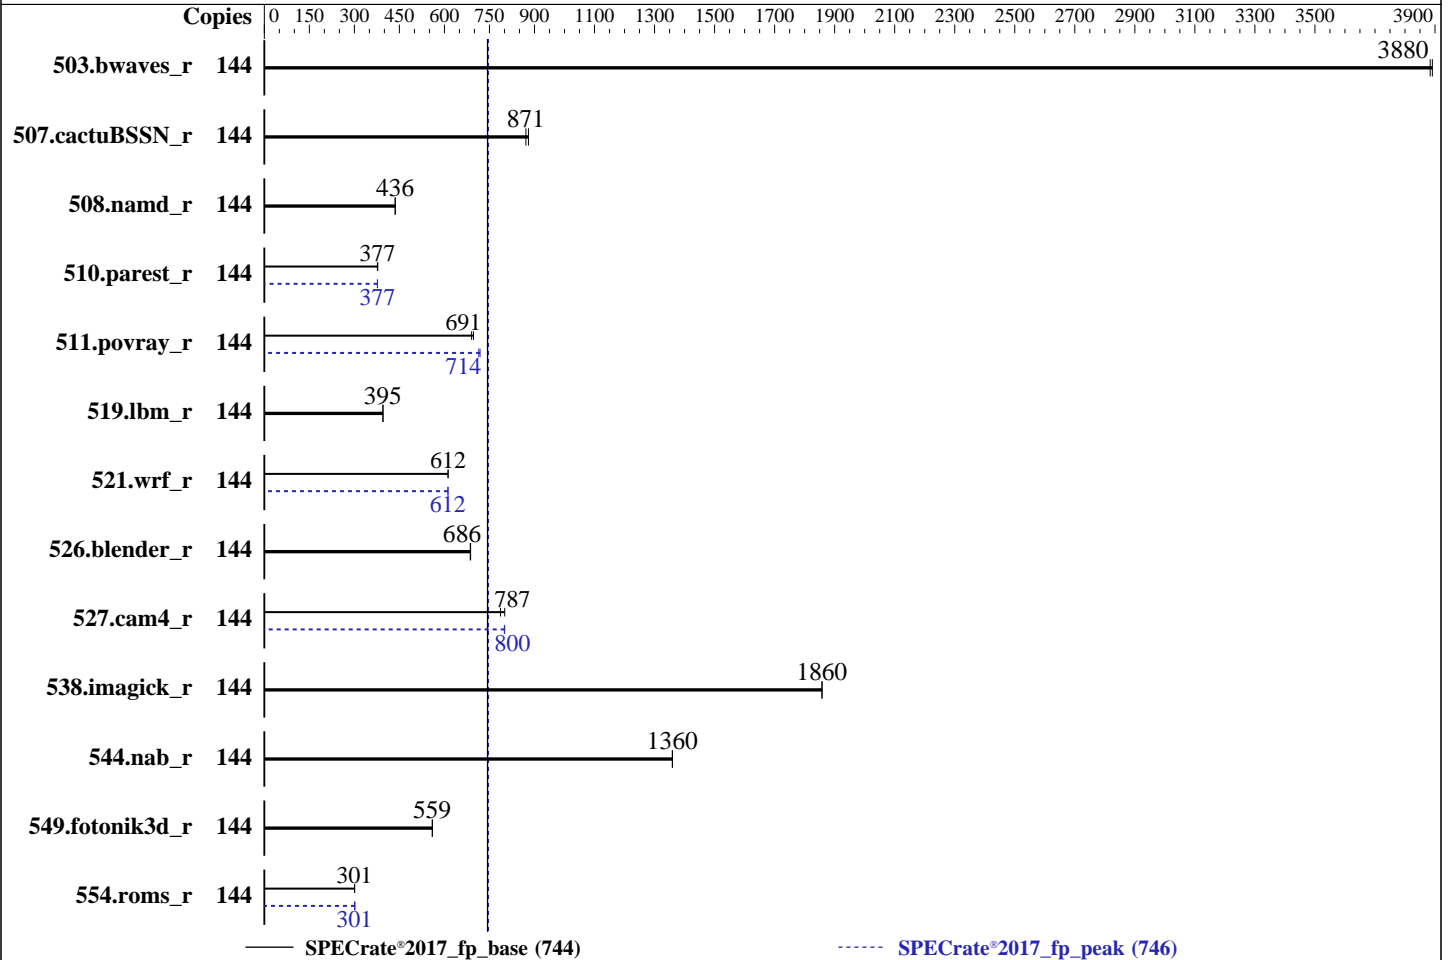 Copies 0 150 300 450 600 750 900 1100 1300 1500 1700 1900 2100 2300 2500 2700 2900 3100 3300 3500 3900
503.bwaves_r 144 3880
507.cactuBSSN_r 144 871
508.namd_r 144 436
510.parest_r 144 377
377
511.povray_r 144 691
714
519.lbm_r 144 395
521.wrf_r 144 612
612
526.blender_r 144 686
527.cam4_r 144 787
800
538.imagick_r 144 1860
544.nab_r 144 1360
549.fotonik3d_r 144 559
554.roms_r 144 301
301
SPECrate®2017_fp_base (744) SPECrate®2017_fp_peak (746)